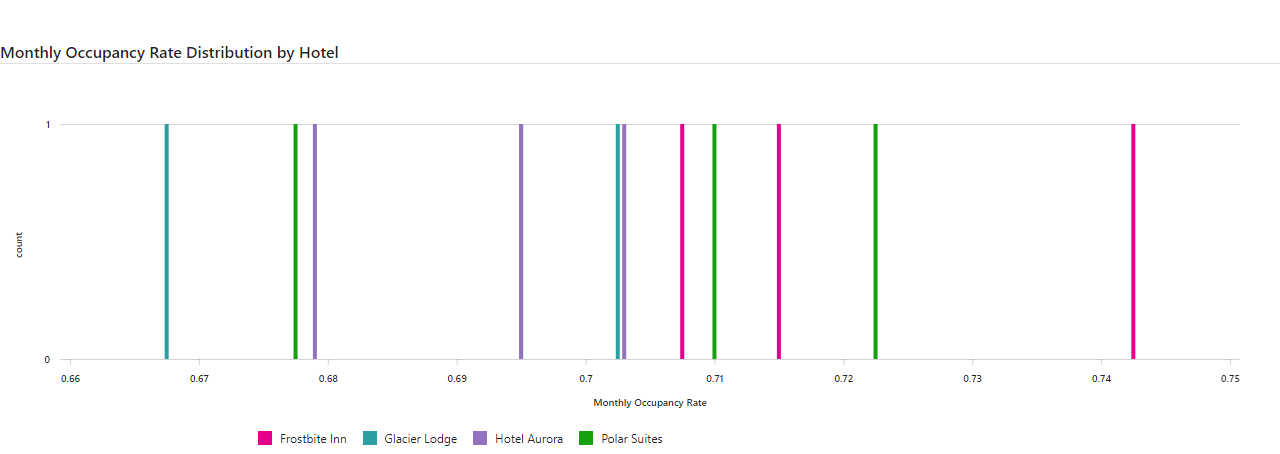 Monthly Occupancy Rate Distribution by Hotel
1
count
0
0.66 0.67 0.68 0.69 0.7 0.71 0.72 0.73 0.74 0.75
Monthly Occupancy Rate
Frostbite Inn Glacier Lodge Hotel Aurora Polar Suites